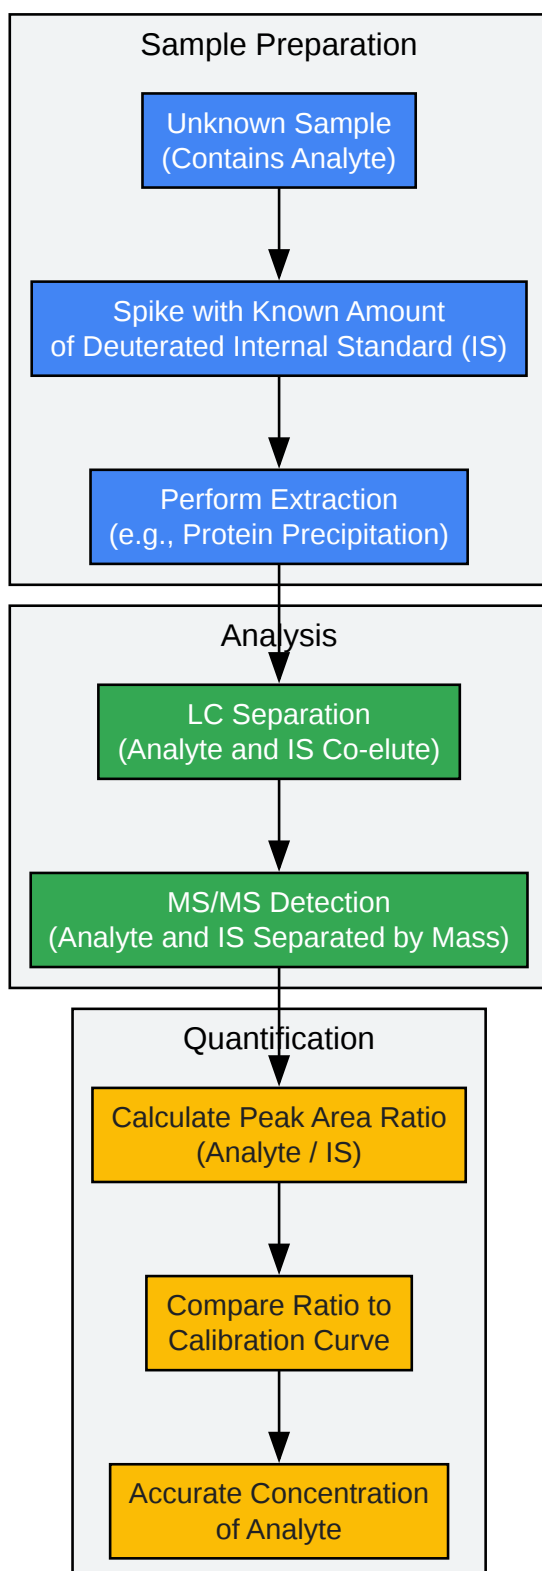 Sample Preparation
Unknown Sample
(Contains Analyte)
Spike with Known Amount
of Deuterated Internal Standard (IS)
Perform Extraction
(e.g., Protein Precipitation)
Analysis
LC Separation
(Analyte and IS Co-elute)
MS/MS Detection
(Analyte and IS Separated by Mass)
Quantification
Calculate Peak Area Ratio
(Analyte / IS)
Compare Ratio to
Calibration Curve
Accurate Concentration
of Analyte